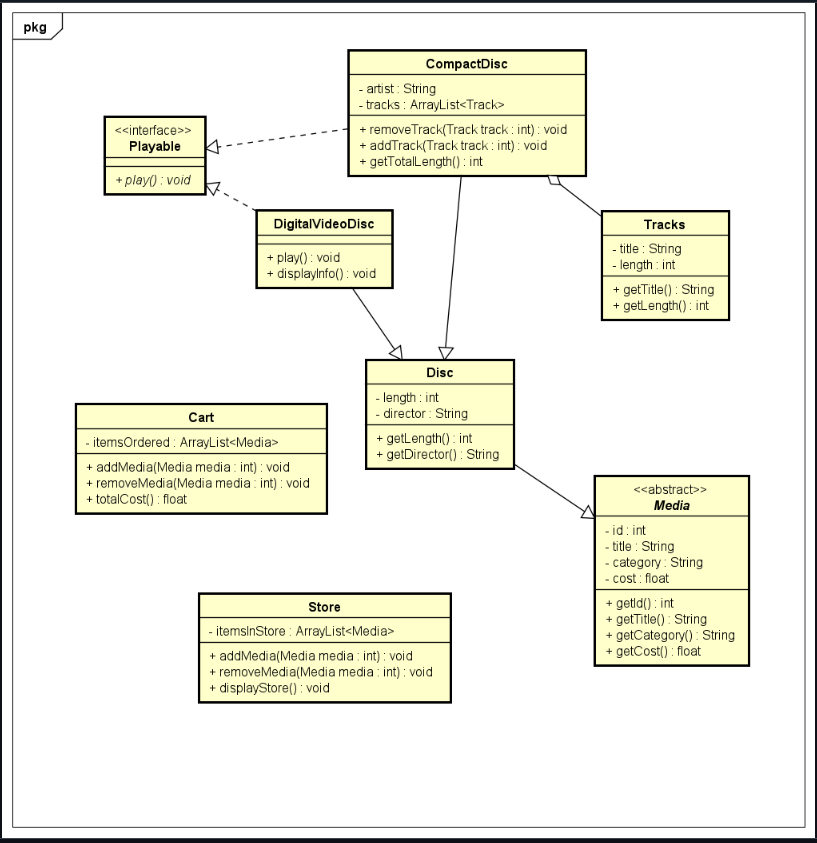 pkg
CompactDisc
- artist : String
- tracks : ArrayList<Track>
+ removeTrack(Track track : int) : void
+ addTrack(Track track : int) : void
+ getTotalLength() : int
<<interface>>
Playable
+ play() : void
DigitalVideoDisc
+ play() : void
+ displayInfo() : void
Tracks
- title : String
- length : int
+ getTitle() : String
+ getLength() : int
Disc
- length : int
- director : String
+ getLength() : int
+ getDirector() : String
Cart
- itemsOrdered : ArrayList<Media>
+ addMedia(Media media : int) : void
+ removeMedia(Media media : int) : void
+ totalCost() : float
<<abstract>>
Media
- id : int
- title : String
- category : String
- cost : float
+ getId() : int
+ getTitle() : String
+ getCategory() : String
+ getCost() : float
Store
- itemsInStore : ArrayList<Media>
+ addMedia(Media media : int) : void
+ removeMedia(Media media : int) : void
+ displayStore() : void